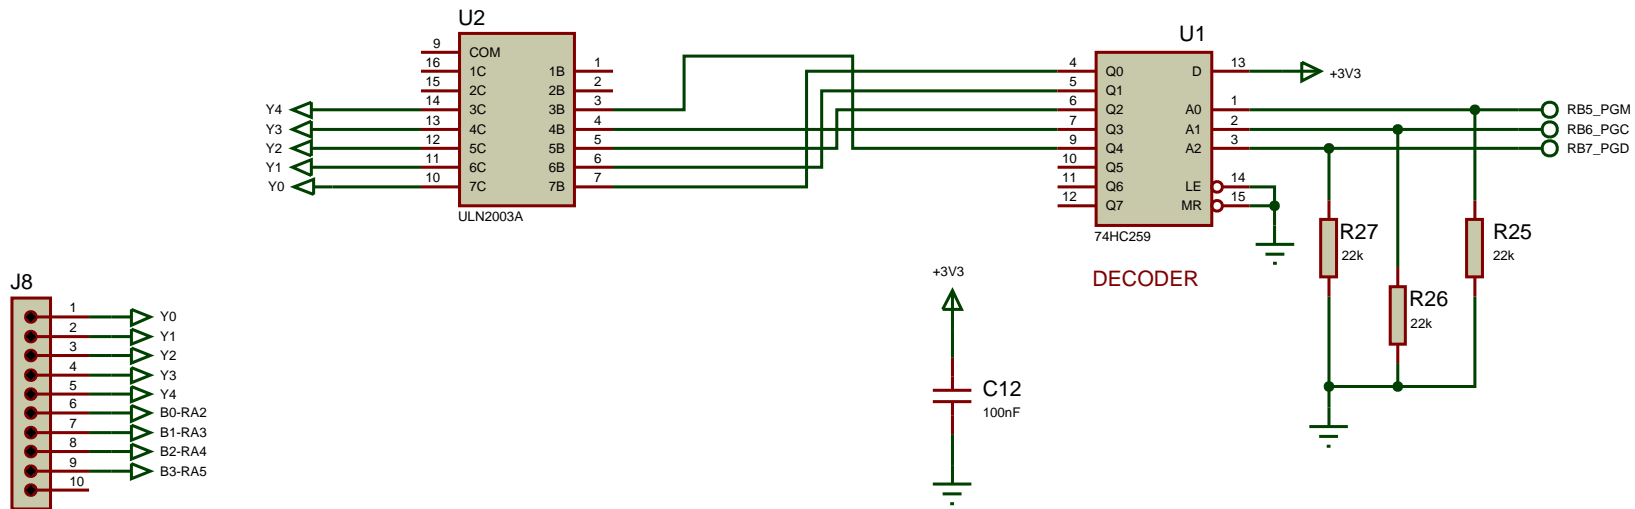 U2
9 COM
16 1C 1B 1
15 2C 2B 2
Y4 14 3C 3B 3
Y3 13 4C 4B 4
Y2 12 5C 5B 5
Y1 11 6C 6B 6
Y0 10 7C 7B 7
ULN2003A
U1
4 Q0 D 13 +3V3
5 Q1
6 Q2 A0 1 RB5_PGM
7 Q3 A1 2 RB6_PGC
9 Q4 A2 3 RB7_PGD
10 Q5
11 Q6 LE 14
12 Q7 MR 15
74HC259
DECODER
R27
22k
R25
22k
R26
22k
+3V3
C12
100nF
J8
1 Y0
2 Y1
3 Y2
4 Y3
5 Y4
6 B0-RA2
7 B1-RA3
8 B2-RA4
9 B3-RA5
10